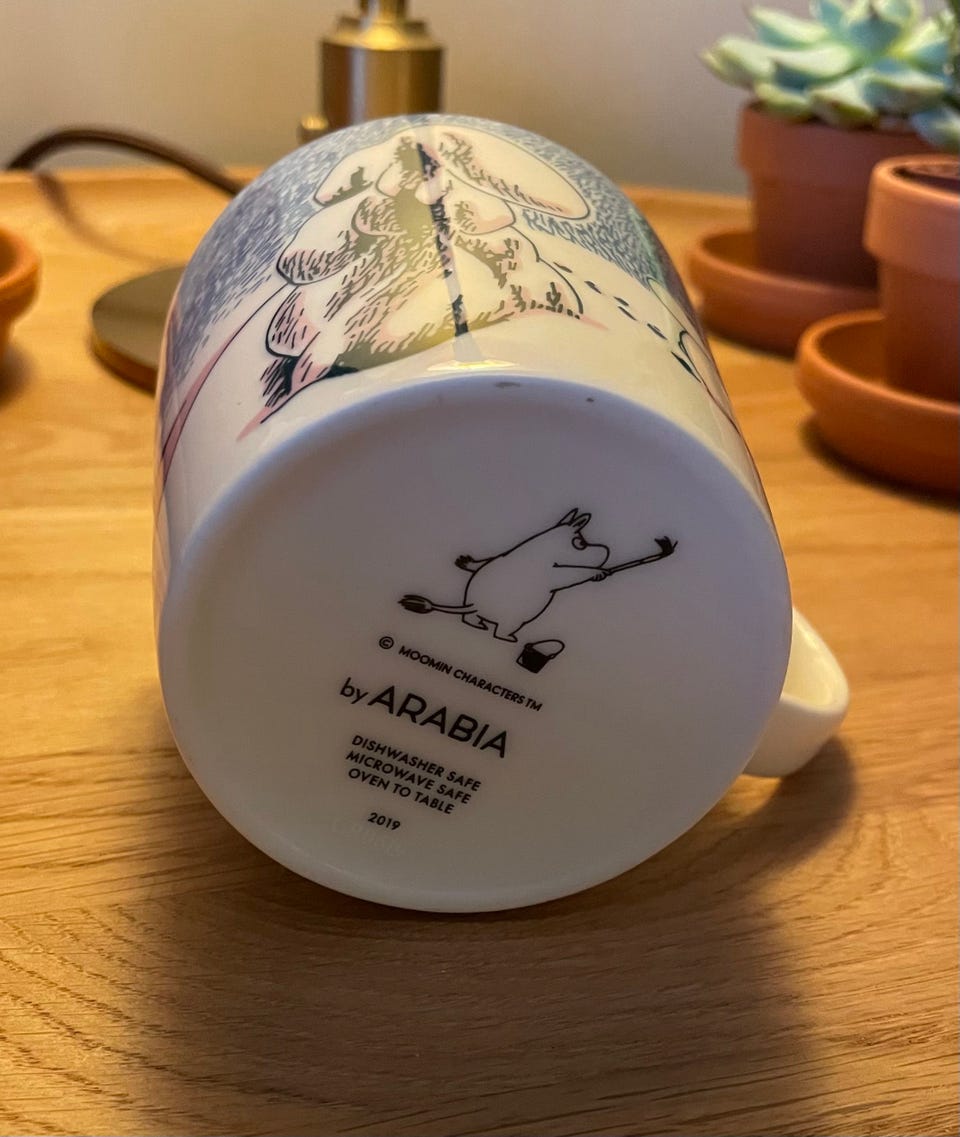 © MOOMIN CHARACTERS TM
by ARABIA
DISHWASHER SAFE
MICROWAVE SAFE
OVEN TO TABLE
2019